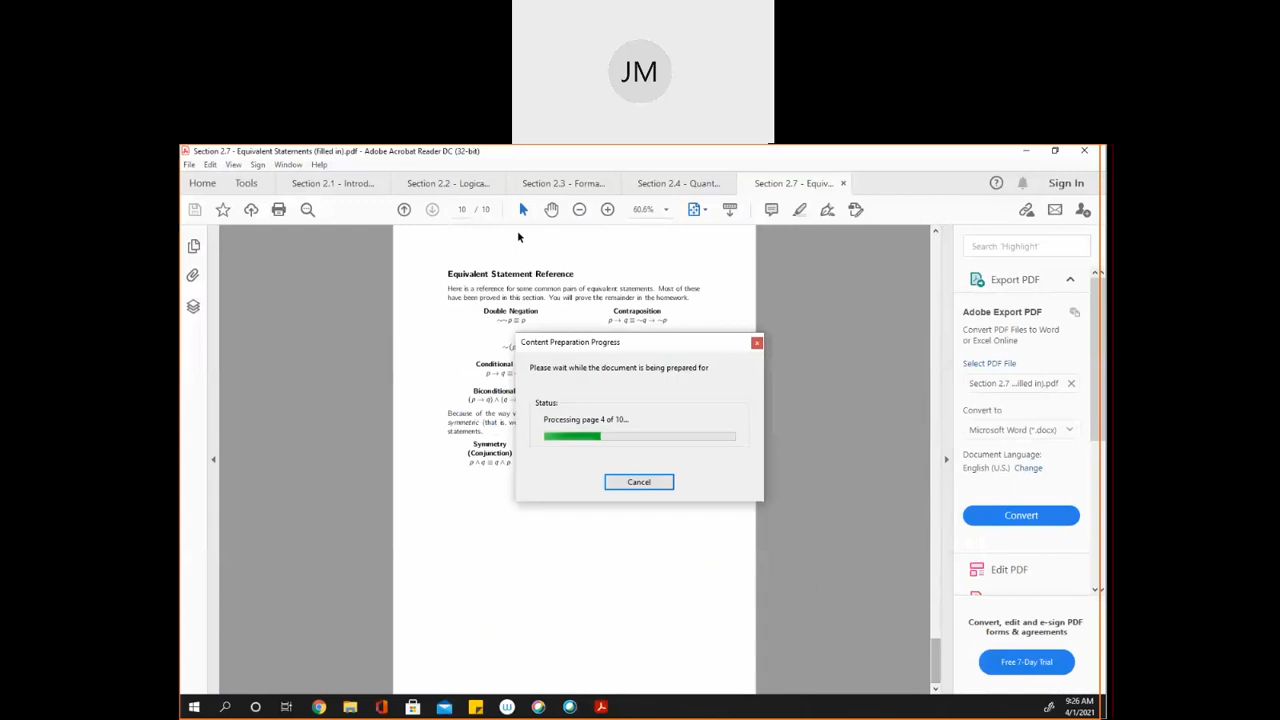 JM
Section 2.7 - Equivalent Statements (filled in).pdf - Adobe Acrobat Reader DC (32-bit)
File Edit View Sign Window Help
Home Tools Section 2.1 - Introd... Section 2.2 - Logica... Section 2.3 - Forma... Section 2.4 - Quant... Section 2.7 - Equiv... Sign In
10 / 10 60.6%
Search 'Highlight'
Equivalent Statement Reference
Here is a reference for some common pairs of equivalent statements. Most of these
have been proved in this section. You will prove the remainder in the homework.
Double Negation Contraposition
∼∼p ≡ p p → q ≡ ∼q → ∼p
∼(p
Conditional
p → q ≡
Biconditional
(p → q) ∧ (q
Because of the way
symmetric (that is, w
statements.
Symmetry
(Conjunction)
p ∧ q ≡ q ∧ p
Content Preparation Progress
Please wait while the document is being prepared for
Status:
Processing page 4 of 10...
Cancel
Export PDF
Adobe Export PDF
Convert PDF Files to Word
or Excel Online
Select PDF File
Section 2.7 ...illed in).pdf
Convert to
Microsoft Word (*.docx)
Document Language:
English (U.S.) Change
Convert
Edit PDF
Convert, edit and e-sign PDF
forms & agreements
Free 7-Day Trial
9:26 AM
4/1/2021